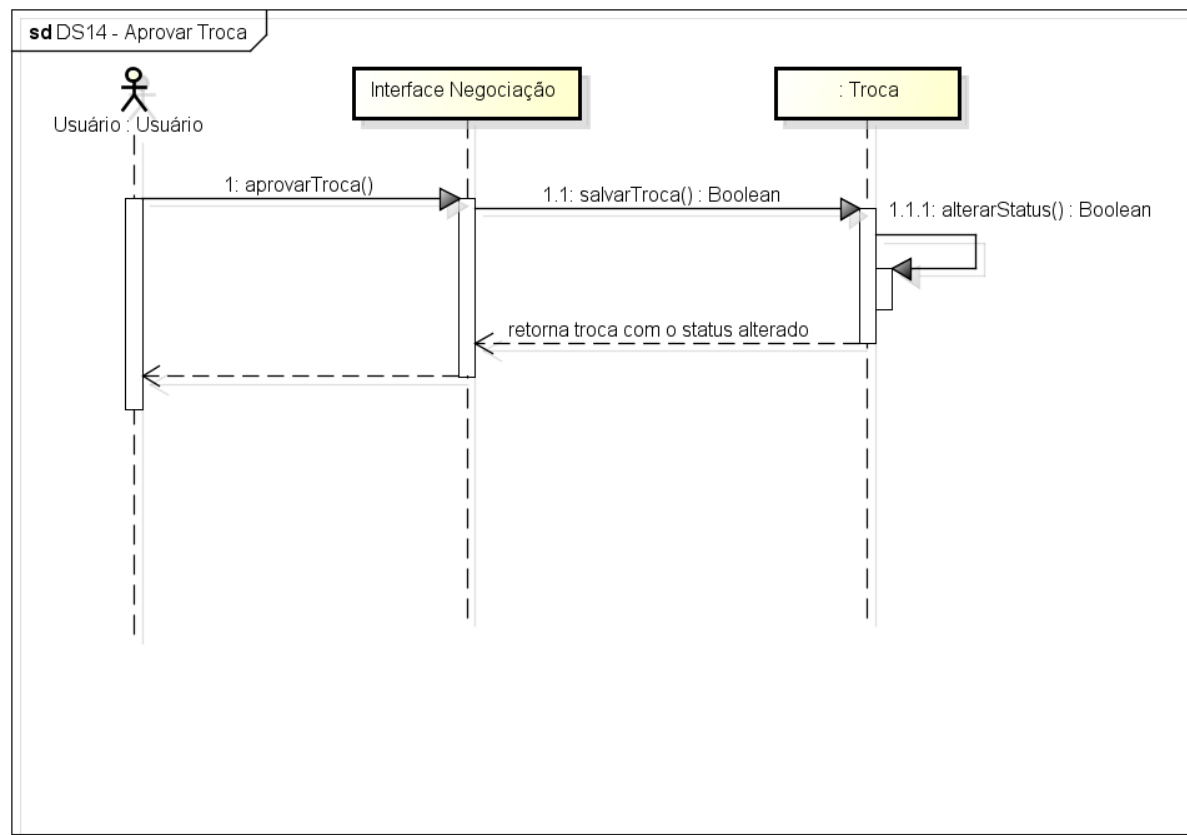 sd DS14 - Aprovar Troca
Interface Negociação
: Troca
Usuário : Usuário
1: aprovarTroca()
1.1: salvarTroca() : Boolean
1.1.1: alterarStatus() : Boolean
retorna troca com o status alterado